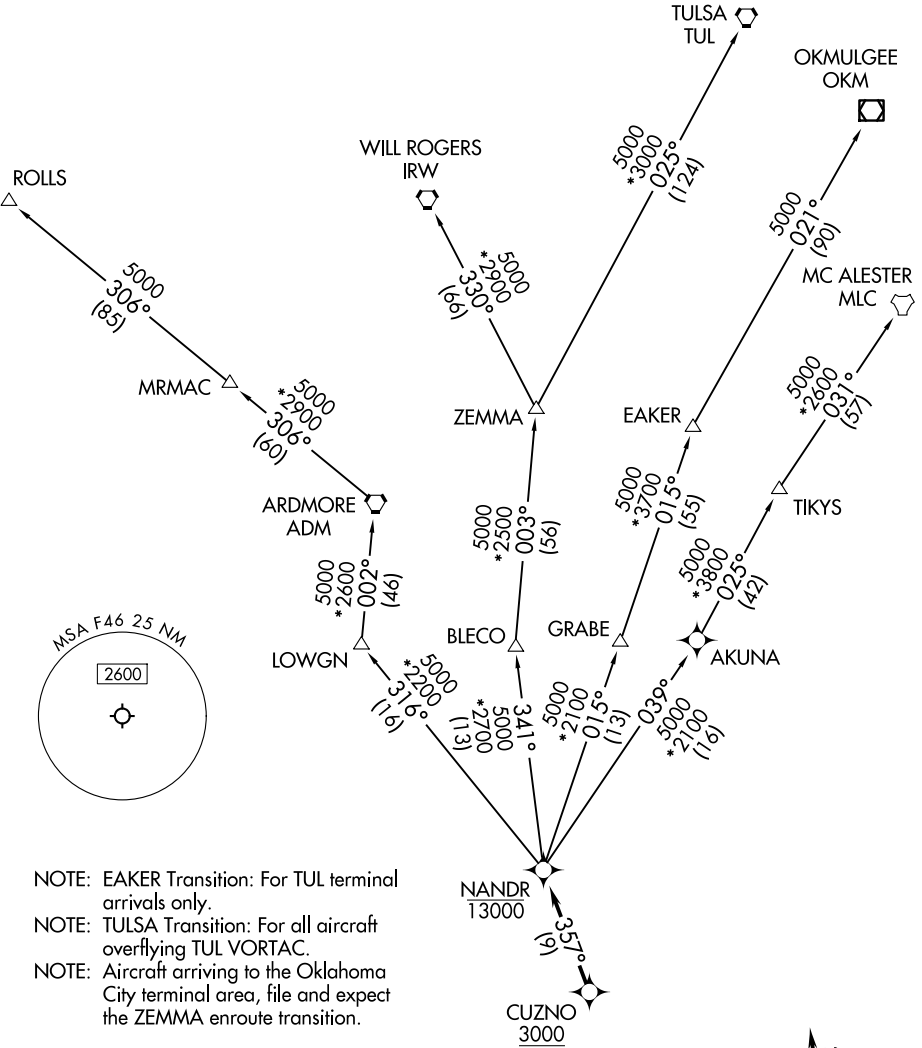 TULSA
TUL
OKMULGEE
OKM
WILL ROGERS
IRW
ROLLS
5000
*3000
025°
(124)
5000
021°
(90)
MC ALESTER
MLC
5000
*2900
330°
(66)
5000
306°
(85)
MRMAC
5000
*2900
306°
(60)
ZEMMA
EAKER
5000
*2600
031°
(57)
TIKYS
ARDMORE
ADM
5000
*2500
003°
(56)
5000
*3700
015°
(55)
5000
*3800
025°
(42)
5000
*2600
002°
(46)
LOWGN
BLECO
GRABE
AKUNA
MSA F46 25 NM
2600
5000
*2200
316°
(16)
341°
5000
*2700
(13)
5000
*2100
015°
(13)
039°
5000
*2100
(16)
NANDR
13000
357°
(9)
CUZNO
3000
NOTE: EAKER Transition: For TUL terminal
arrivals only.
NOTE: TULSA Transition: For all aircraft
overflying TUL VORTAC.
NOTE: Aircraft arriving to the Oklahoma
City terminal area, file and expect
the ZEMMA enroute transition.